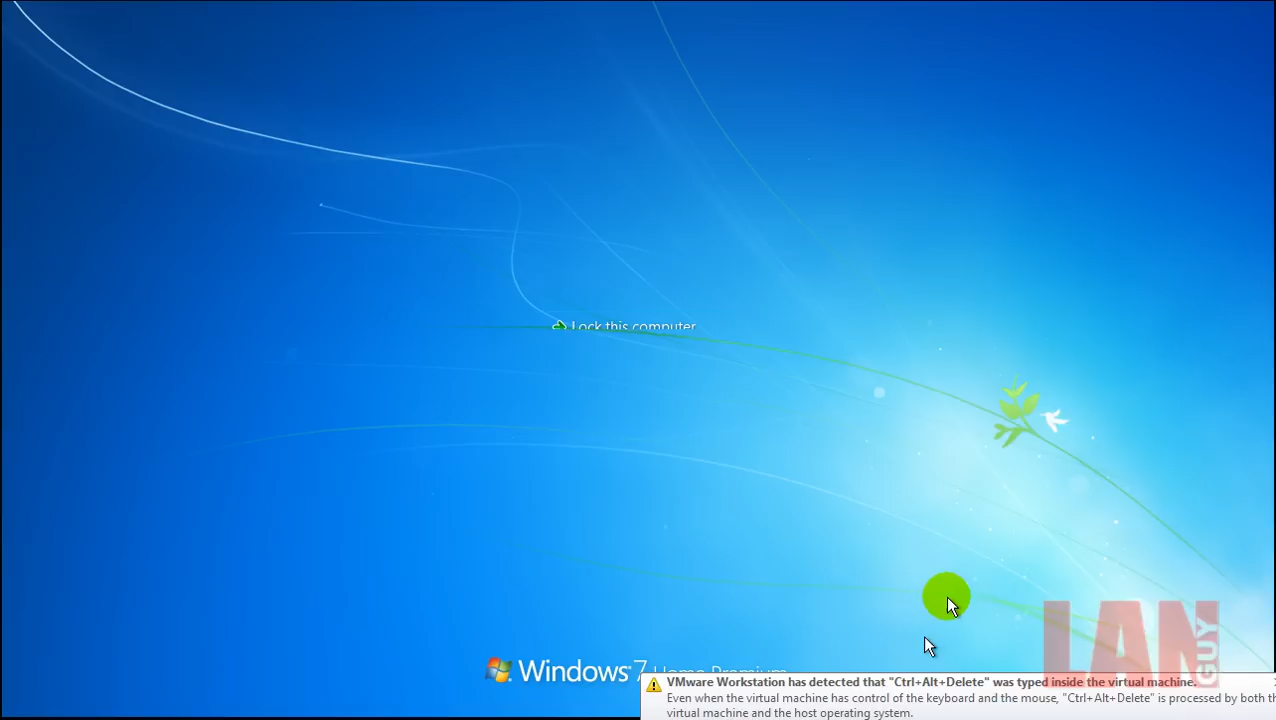 Lock this computer
Windows 7 Home Premium
VMware Workstation has detected that "Ctrl+Alt+Delete" was typed inside the virtual machine.
Even when the virtual machine has control of the keyboard and the mouse, "Ctrl+Alt+Delete" is processed by both
virtual machine and the host operating system.
LAN
GUY